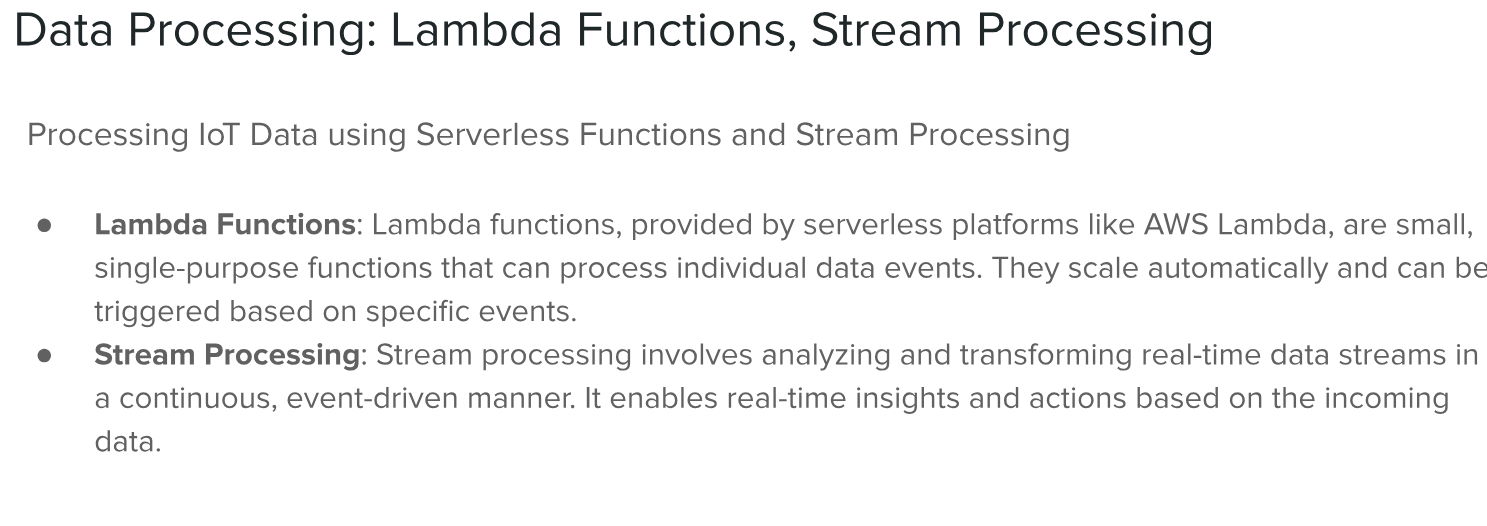 Data Processing: Lambda Functions, Stream Processing
Processing IoT Data using Serverless Functions and Stream Processing
● Lambda Functions: Lambda functions, provided by serverless platforms like AWS Lambda, are small,
single-purpose functions that can process individual data events. They scale automatically and can be
triggered based on specific events.
● Stream Processing: Stream processing involves analyzing and transforming real-time data streams in
a continuous, event-driven manner. It enables real-time insights and actions based on the incoming
data.